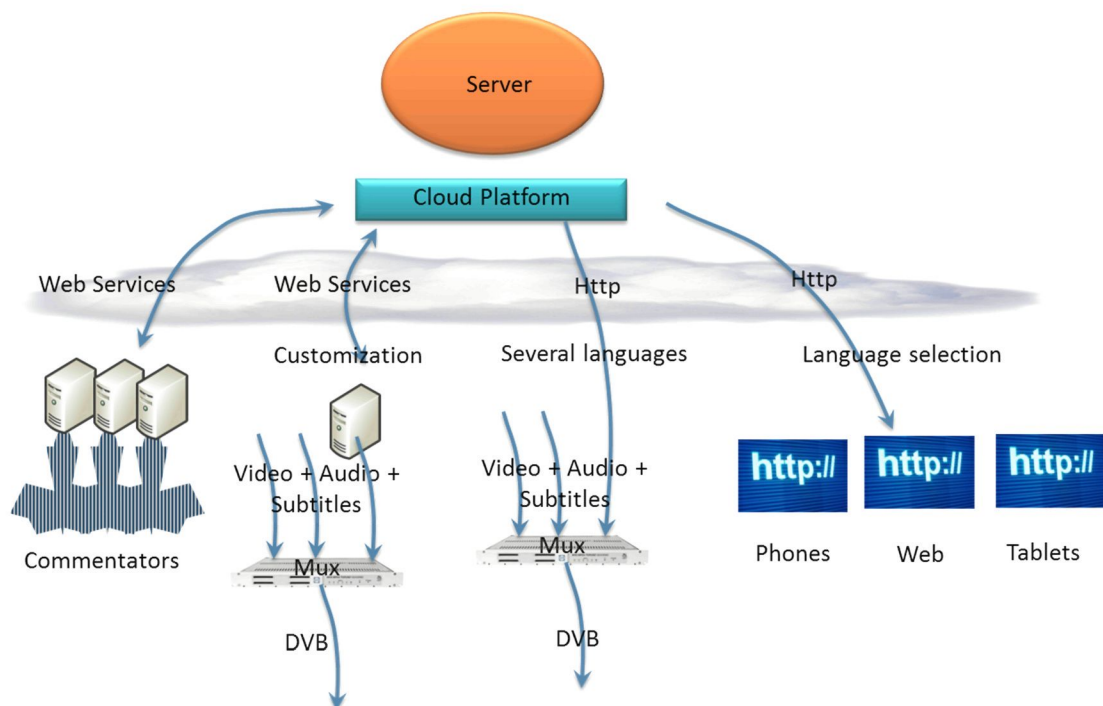 Server
Cloud Platform
Web Services
Web Services
Http
Http
Customization
Several languages
Language selection
http://
http://
http://
Video + Audio +
Subtitles
Video + Audio +
Subtitles
Commentators
Mux
Mux
Phones
Web
Tablets
DVB
DVB